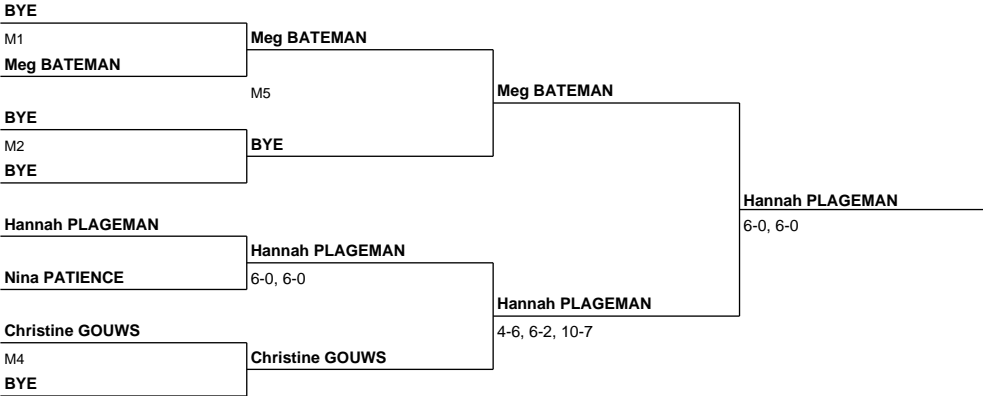 BYE
M1
Meg BATEMAN
Meg BATEMAN
M5
BYE
M2
BYE
BYE
Meg BATEMAN
Hannah PLAGEMAN
Nina PATIENCE
Hannah PLAGEMAN
6-0, 6-0
Christine GOUWS
M4
BYE
Christine GOUWS
Hannah PLAGEMAN
4-6, 6-2, 10-7
Hannah PLAGEMAN
6-0, 6-0